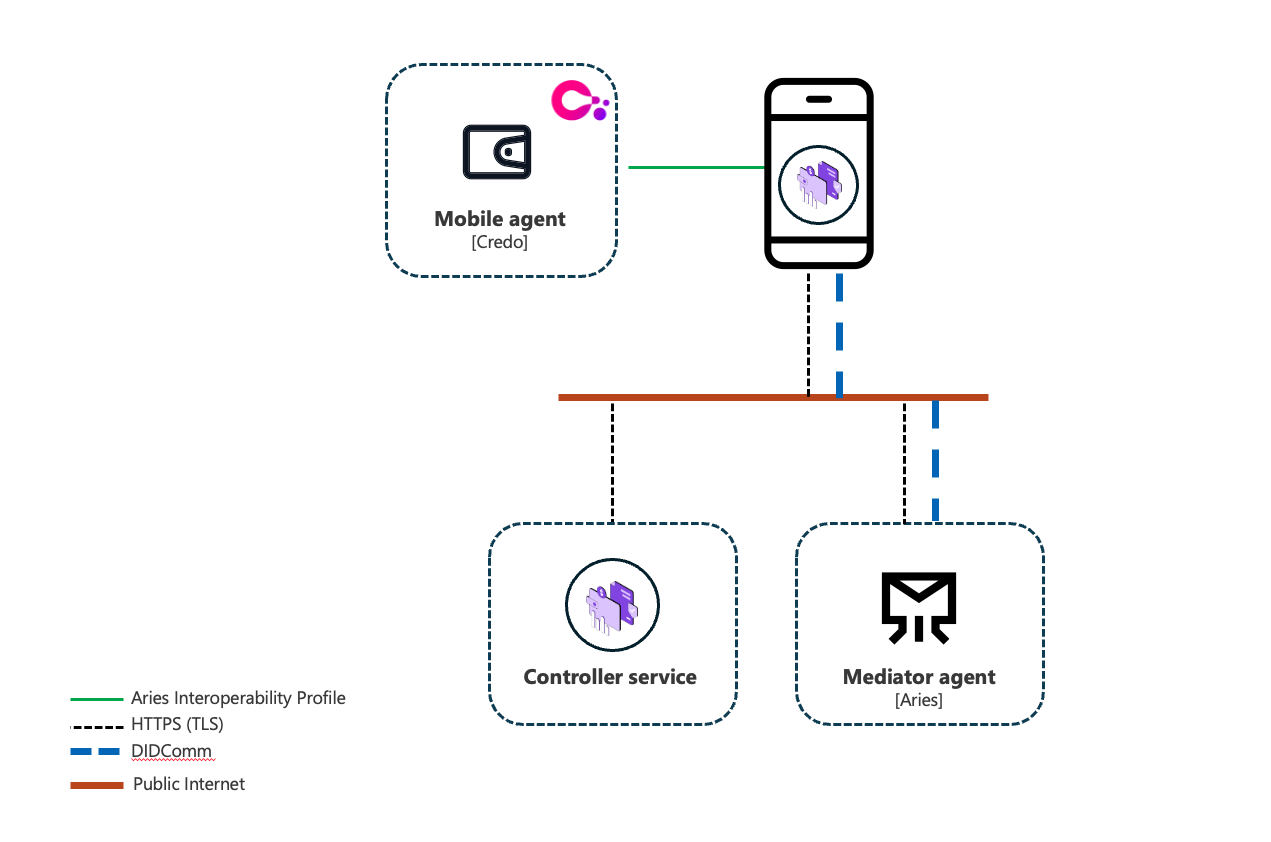 Mobile agent
[Credo]
Controller service
Mediator agent
[Aries]
Aries Interoperability Profile
HTTPS (TLS)
DIDComm
Public Internet